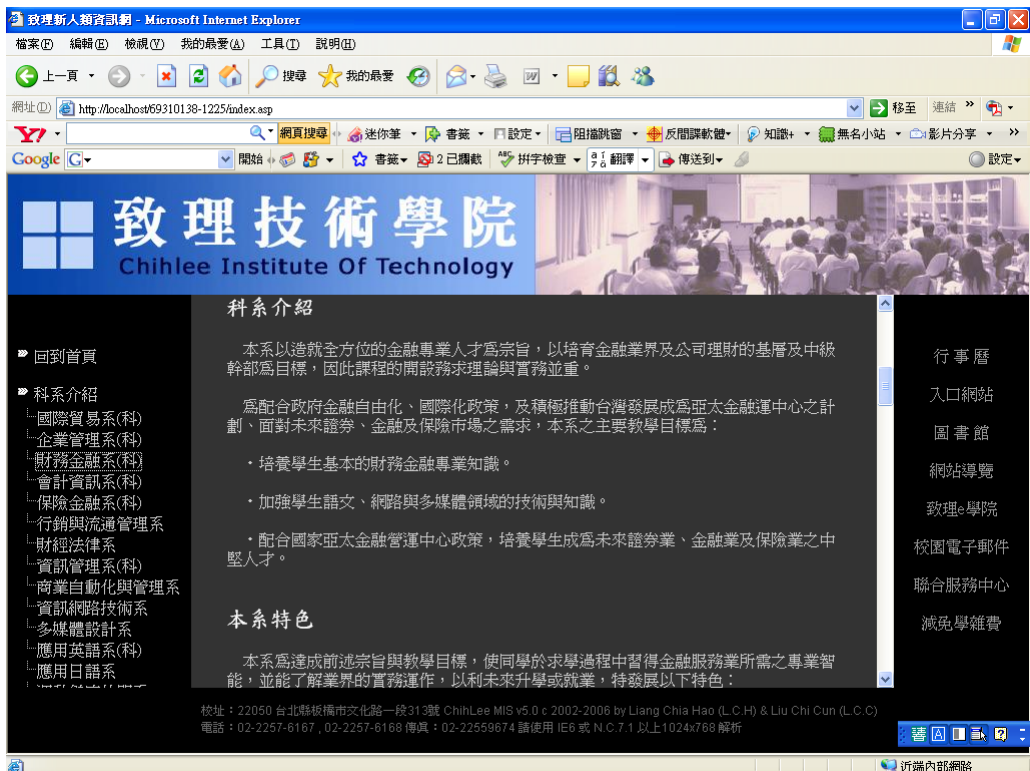 致理新人類資訊網 - Microsoft Internet Explorer
檔案(F) 編輯(E) 檢視(V) 我的最愛(A) 工具(T) 說明(H)
上一頁 搜尋 我的最愛
網址(D) http://localhost/69310138-1225/index.asp 移至 連結 »
Y7 網頁搜尋 迷你筆 書籤 設定 阻擋跳窗 反間諜軟體 知識+ 無名小站 影片分享 »
Google G 開始 書籤 2 已攔截 拼字檢查 翻譯 傳送到 設定
致理技術學院
Chihlee Institute Of Technology
回到首頁
科系介紹
國際貿易系(科)
企業管理系(科)
財務金融系(科)
會計資訊系(科)
保險金融系(科)
行銷與流通管理系
財經法律系
資訊管理系(科)
商業自動化與管理系
資訊網路技術系
多媒體設計系
應用英語系(科)
應用日語系
科系介紹
本系以造就全方位的金融專業人才為宗旨，以培育金融業界及公司理財的基層及中級
幹部為目標，因此課程的開設務求理論與實務並重。
為配合政府金融自由化、國際化政策，及積極推動台灣發展成為亞太金融運中心之計
劃、面對未來證券、金融及保險市場之需求，本系之主要教學目標為：
・培養學生基本的財務金融專業知識。
・加強學生語文、網路與多媒體領域的技術與知識。
・配合國家亞太金融營運中心政策，培養學生成為未來證券業、金融業及保險業之中
堅人才。
本系特色
本系為達成前述宗旨與教學目標，使同學於求學過程中習得金融服務業所需之專業智
能，並能了解業界的實務運作，以利未來升學或就業，特發展以下特色：
行事曆
入口網站
圖書館
網站導覽
致理e學院
校園電子郵件
聯合服務中心
減免學雜費
校址：22050 台北縣板橋市文化路一段313號 ChihLee MIS v5.0 c 2002-2006 by Liang Chia Hao (L.C.H) & Liu Chi Cun (L.C.C)
電話：02-2257-6167 , 02-2257-6168 傳真：02-22559674 請使用 IE6 或 N.C.7.1 以上1024x768 解析
近端內部網路